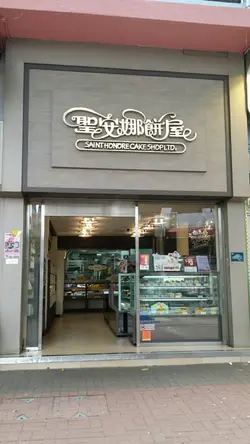 聖安娜餅屋
SAINT HONORE CAKE SHOP LTD.